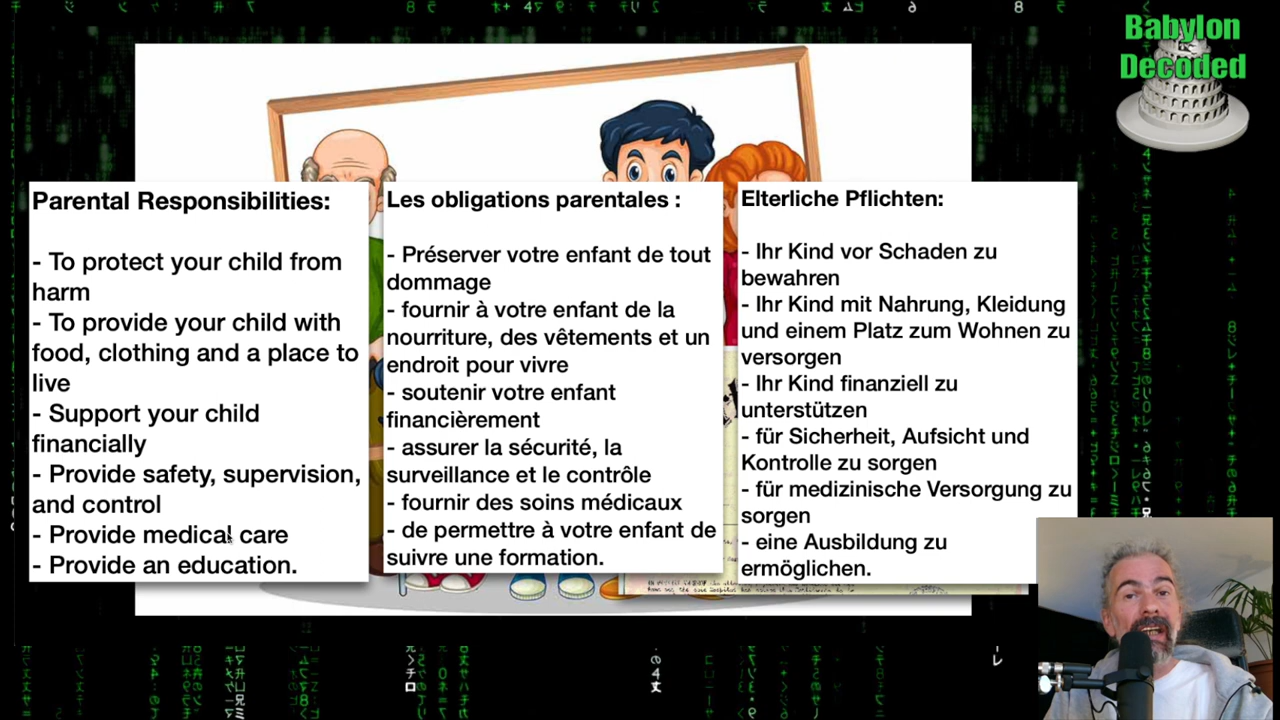 Babylon
Decoded
Parental Responsibilities:
- To protect your child from
harm
- To provide your child with
food, clothing and a place to
live
- Support your child
financially
- Provide safety, supervision,
and control
- Provide medical care
- Provide an education.
Les obligations parentales :
- Préserver votre enfant de tout
dommage
- fournir à votre enfant de la
nourriture, des vêtements et un
endroit pour vivre
- soutenir votre enfant
financièrement
- assurer la sécurité, la
surveillance et le contrôle
- fournir des soins médicaux
- de permettre à votre enfant de
suivre une formation.
Elterliche Pflichten:
- Ihr Kind vor Schaden zu
bewahren
- Ihr Kind mit Nahrung, Kleidung
und einem Platz zum Wohnen zu
versorgen
- Ihr Kind finanziell zu
unterstützen
- für Sicherheit, Aufsicht und
Kontrolle zu sorgen
- für medizinische Versorgung zu
sorgen
- eine Ausbildung zu
ermöglichen.